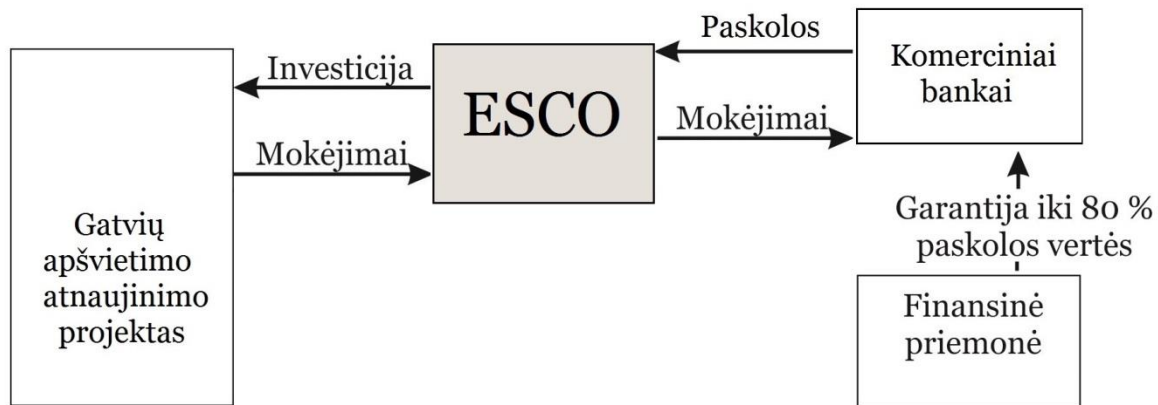 Paskolos
Investicija
ESCO
Komerciniai
bankai
Mokėjimai
Mokėjimai
Gatvių
apšvietimo
atnaujinimo
projektas
Garantija iki 80 %
paskolos vertės
Finansinė
priemonė